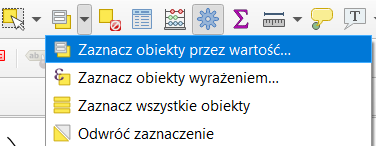 Zaznacz obiekty przez wartość...
Zaznacz obiekty wyrażeniem...
Zaznacz wszystkie obiekty
Odwróć zaznaczenie